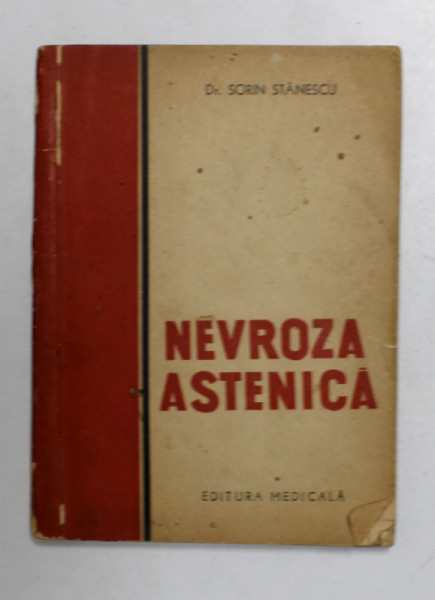 Dr. SORIN STĂNESCU
NEVROZA
ASTENICĂ
EDITURA MEDICALĂ